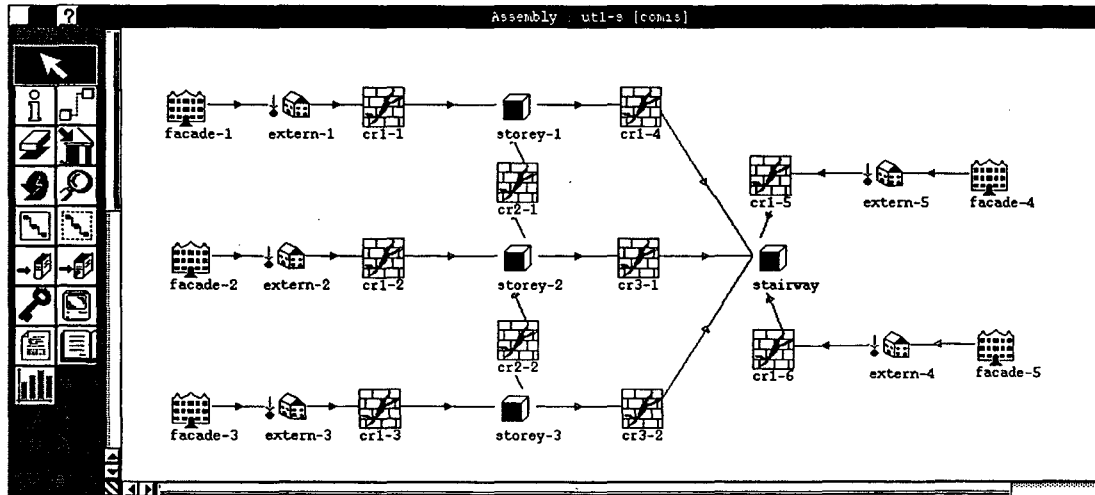 ?
Assembly : ut1-s [comis]
facade-1 extern-1 cr1-1 storey-1 cr1-4
cr2-1 cr1-5 extern-5 facade-4
facade-2 extern-2 cr1-2 storey-2 cr3-1 stairway
cr2-2 cr1-6 extern-4 facade-5
facade-3 extern-3 cr1-3 storey-3 cr3-2